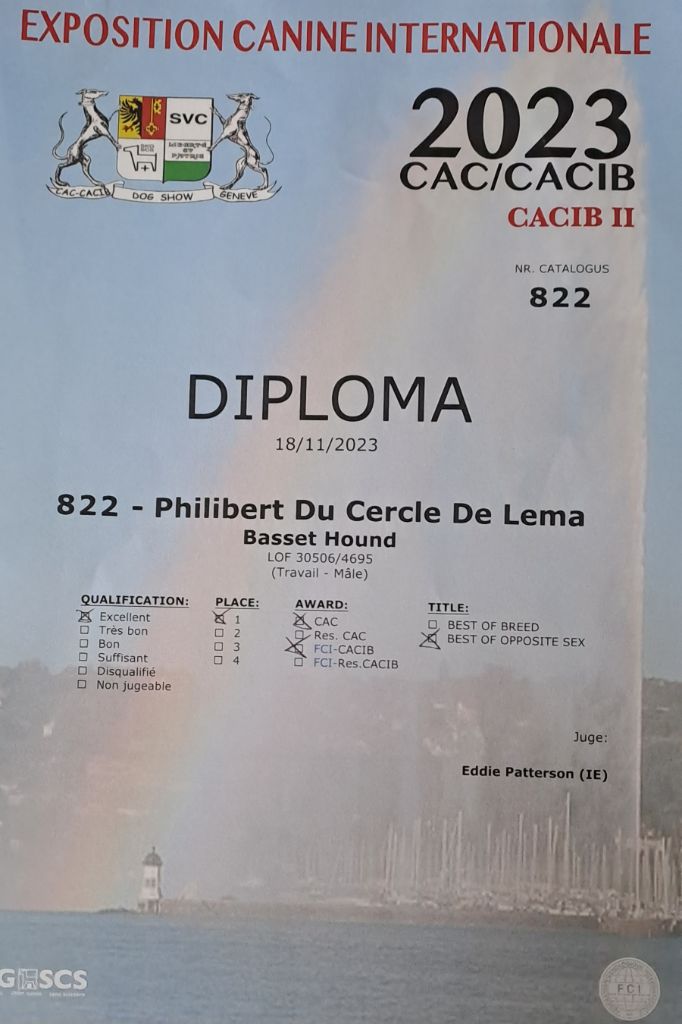 EXPOSITION CANINE INTERNATIONALE
SVC
LIBERTÉ
ET
PATRIE
CAC-CACIB DOG SHOW GENEVE
2023
CAC/CACIB
CACIB II
NR. CATALOGUS
822
DIPLOMA
18/11/2023
822 - Philibert Du Cercle De Lema
Basset Hound
LOF 30506/4695
(Travail - Mâle)
QUALIFICATION: PLACE: AWARD: TITLE:
Excellent 1 CAC BEST OF BREED
Très bon 2 Res. CAC BEST OF OPPOSITE SEX
Bon 3 FCI-CACIB
Suffisant 4 FCI-Res.CACIB
Disqualifié
Non jugeable
Juge:
Eddie Patterson (IE)
SCS
FCI